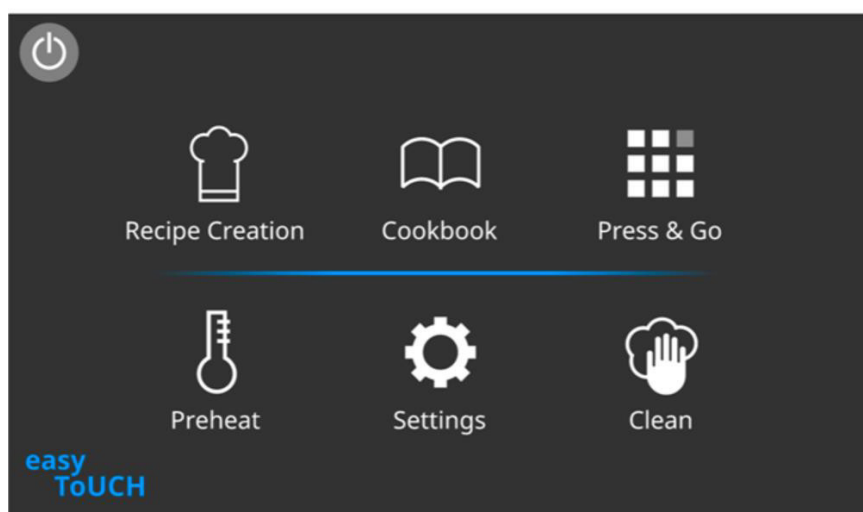 Recipe Creation
Cookbook
Press & Go
Preheat
Settings
Clean
easy
ToUCH